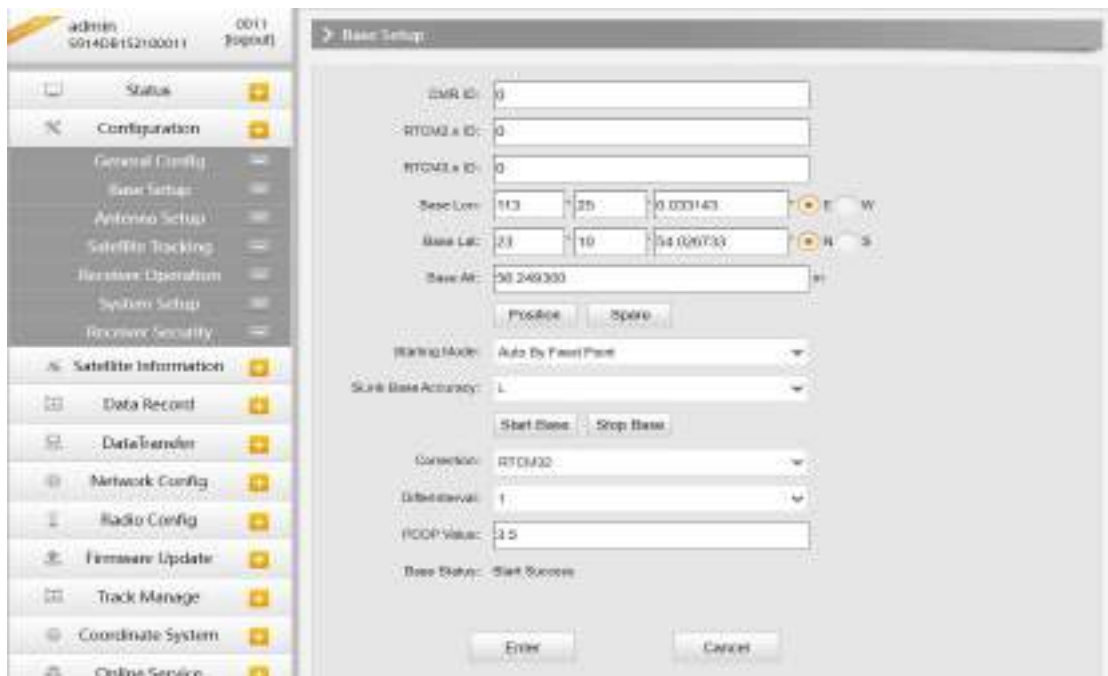 admin
0011
[logout]
Base Setup
Status
Configuration
General Config
Base Setup
Antenna Setup
Satellite Tracking
Receiver Operation
System Setup
Receiver Security
Satellite Information
Data Record
DataTransfer
Network Config
Radio Config
Firmware Update
Track Manage
Coordinate System
Online Service
CMR ID: 0
RTCM2.x ID: 0
RTCM3.x ID: 0
Base Lon: 113 ° 25 ' 0.033143 " E W
Base Lat: 23 ° 10 ' 54.026733 " N S
Base Alt: m
Position Spare
Starting Mode: Auto By Fixed Point
Base Accuracy: L
Start Base Stop Base
Correction: RTCM32
1
PDOP Value: 3.5
Base Status: Start Success
Enter Cancel